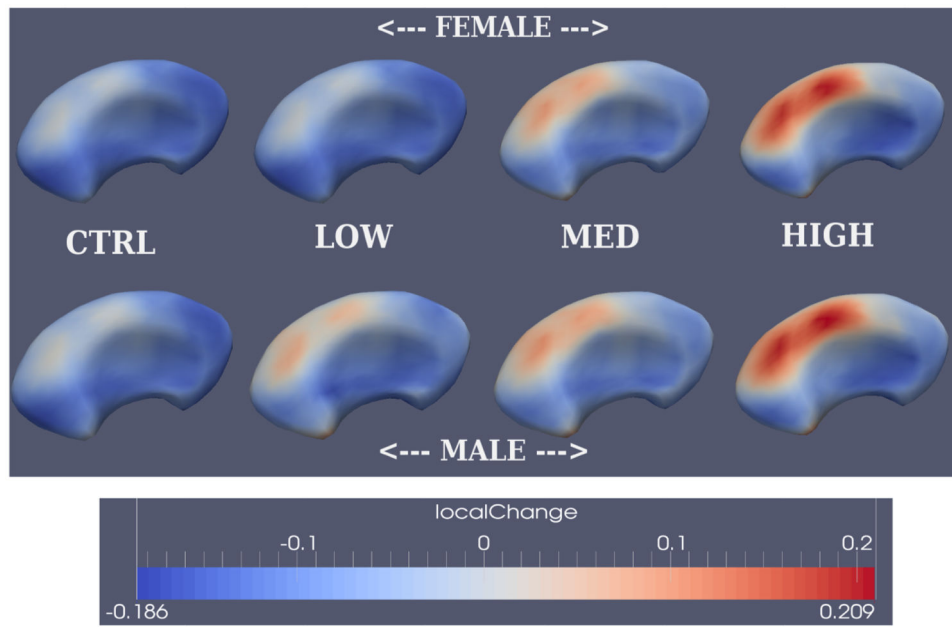 <--- FEMALE --->
CTRL LOW MED HIGH
<--- MALE --->
localChange
-0.1 0 0.1 0.2
-0.186 0.209